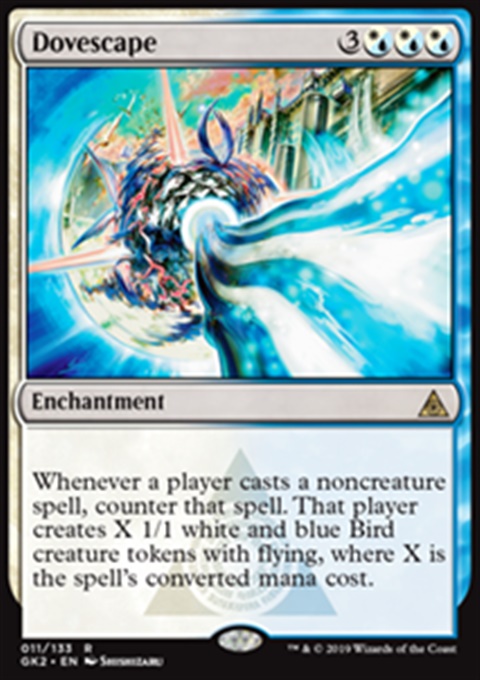 Dovescape 3
Enchantment
Whenever a player casts a noncreature
spell, counter that spell. That player
creates X 1/1 white and blue Bird
creature tokens with flying, where X is
the spell's converted mana cost.
011/133 R
GK2 • EN Shishizaru
™ & © 2019 Wizards of the Coast